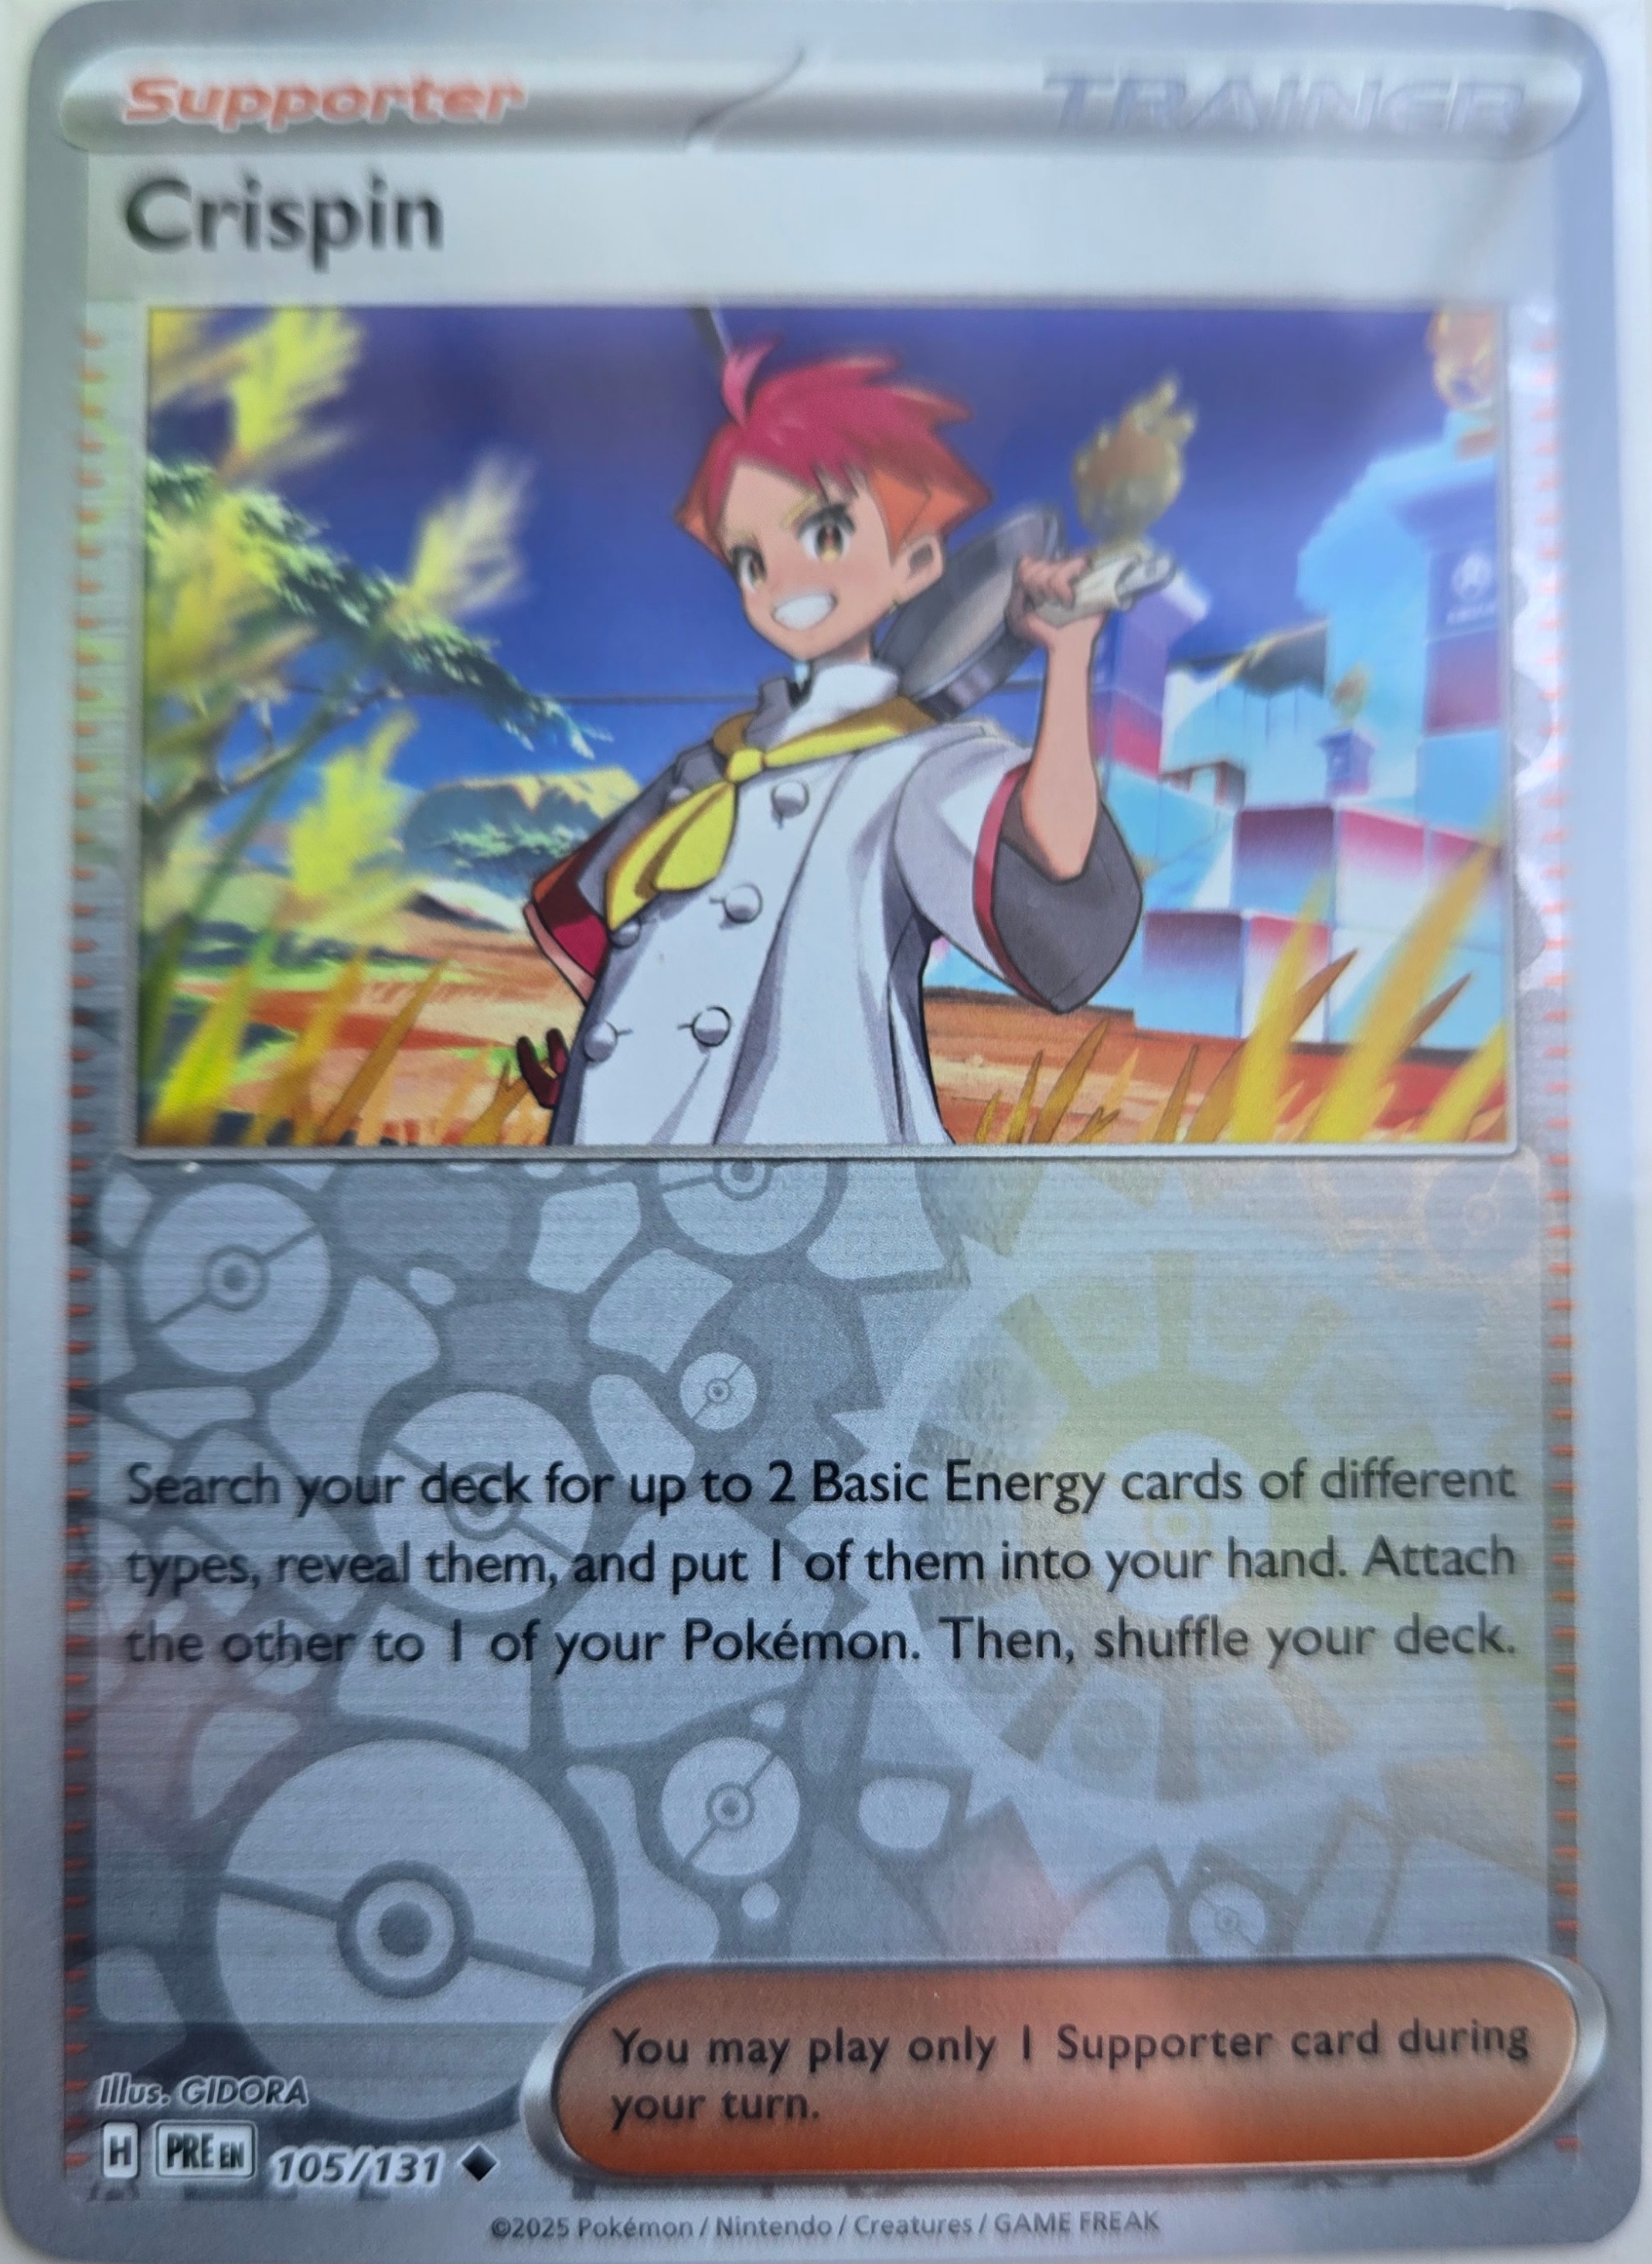 Supporter
TRAINER
Crispin
Search your deck for up to 2 Basic Energy cards of different
types, reveal them, and put 1 of them into your hand. Attach
the other to 1 of your Pokémon. Then, shuffle your deck.
You may play only 1 Supporter card during
your turn.
Illus. GIDORA
H PRE EN 105/131
©2025 Pokémon / Nintendo / Creatures / GAME FREAK